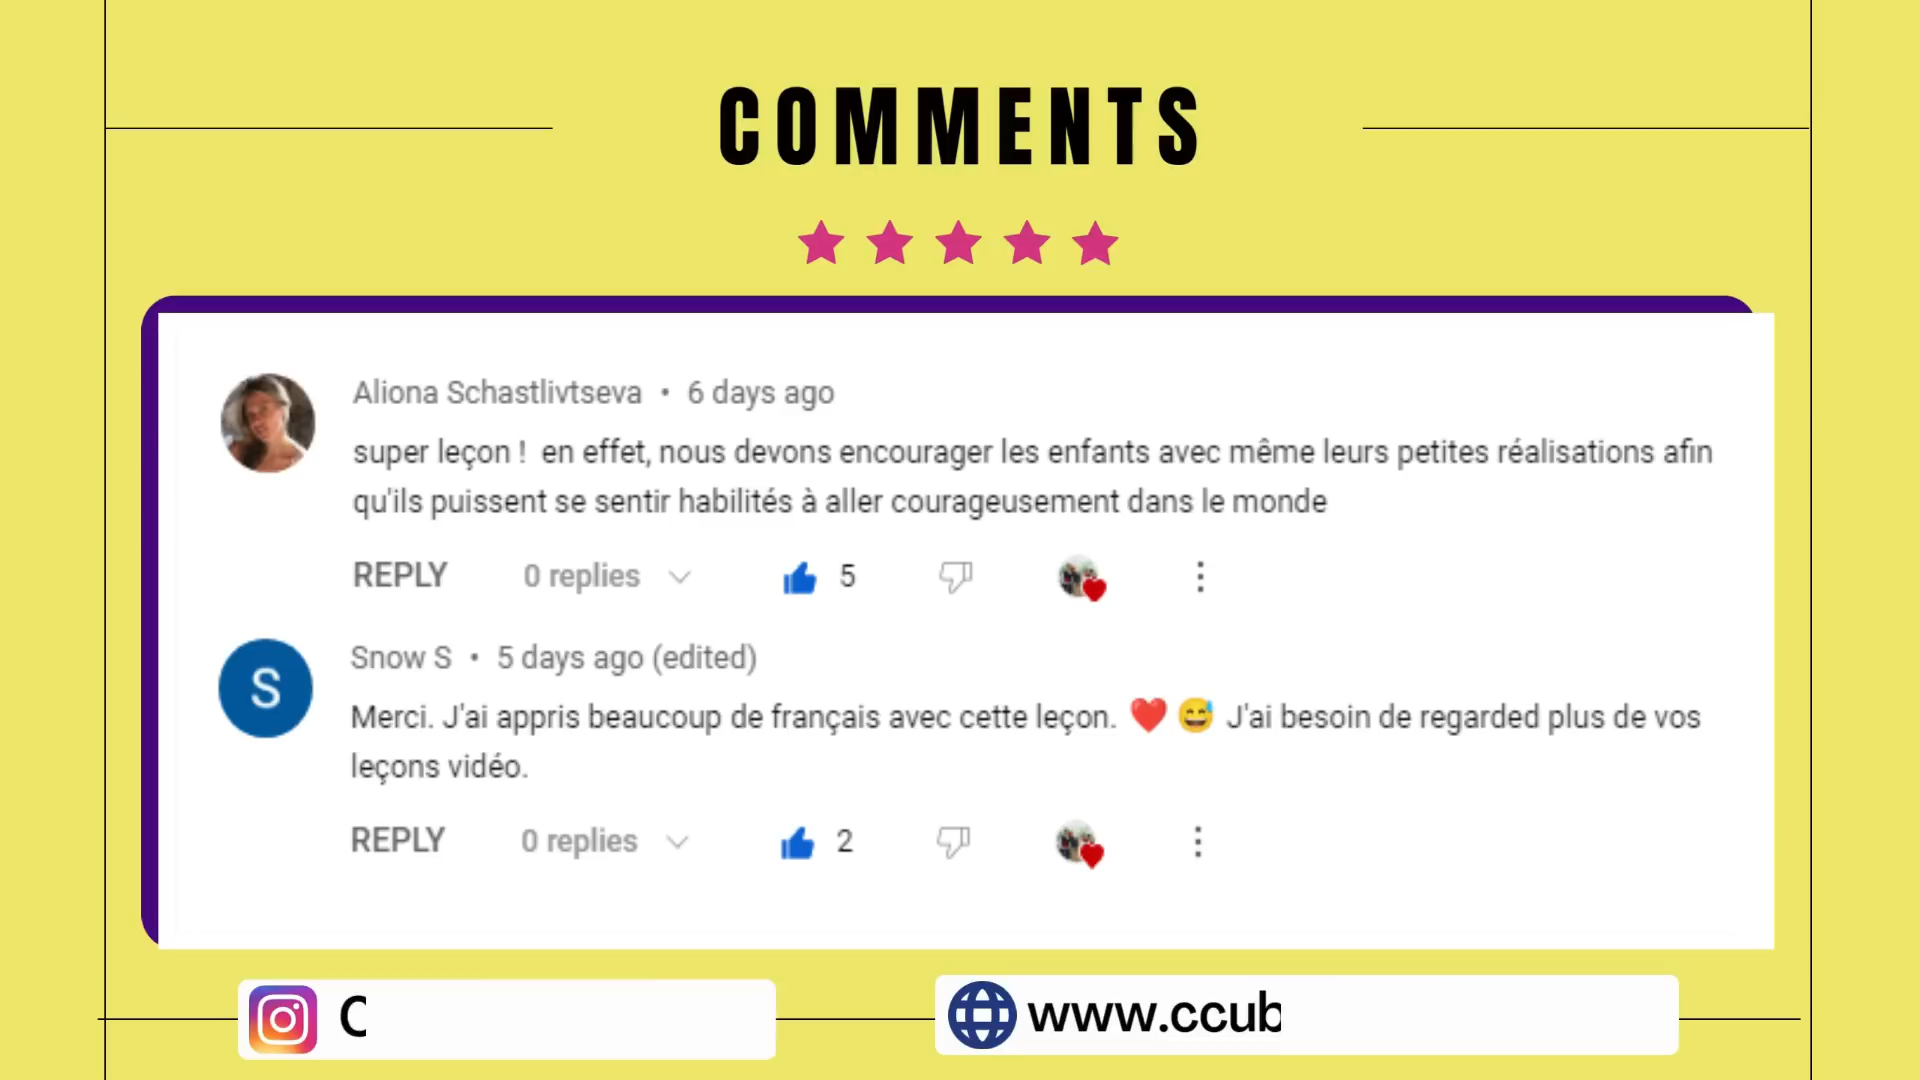 COMMENTS
Aliona Schastlivtseva • 6 days ago
super leçon !  en effet, nous devons encourager les enfants avec même leurs petites réalisations afin
qu'ils puissent se sentir habilités à aller courageusement dans le monde
REPLY 0 replies 5
S
Snow S • 5 days ago (edited)
Merci. J'ai appris beaucoup de français avec cette leçon. ❤️ 😅 J'ai besoin de regarded plus de vos
leçons vidéo.
REPLY 0 replies 2
C
www.ccub